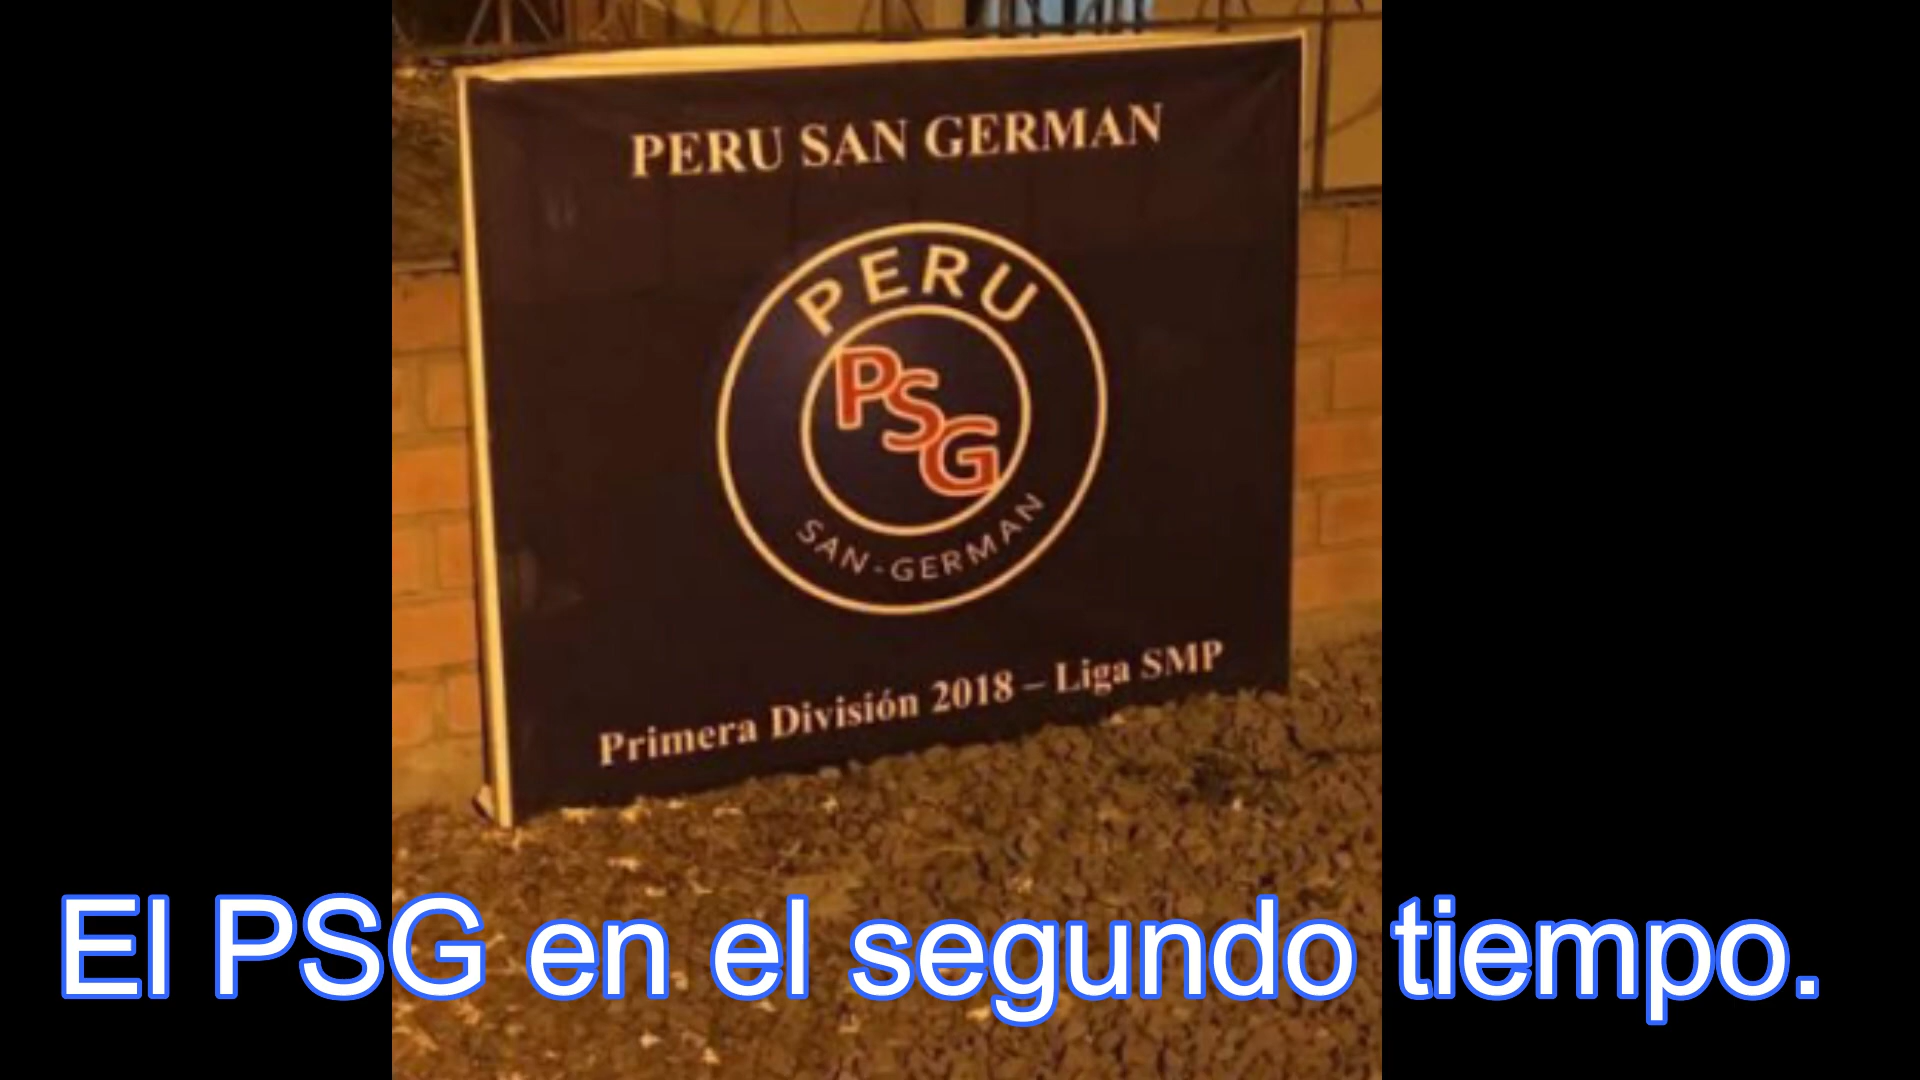 PERU SAN GERMAN
PERU
PSG
SAN-GERMAN
Primera División 2018 – Liga SMP
El PSG en el segundo tiempo.